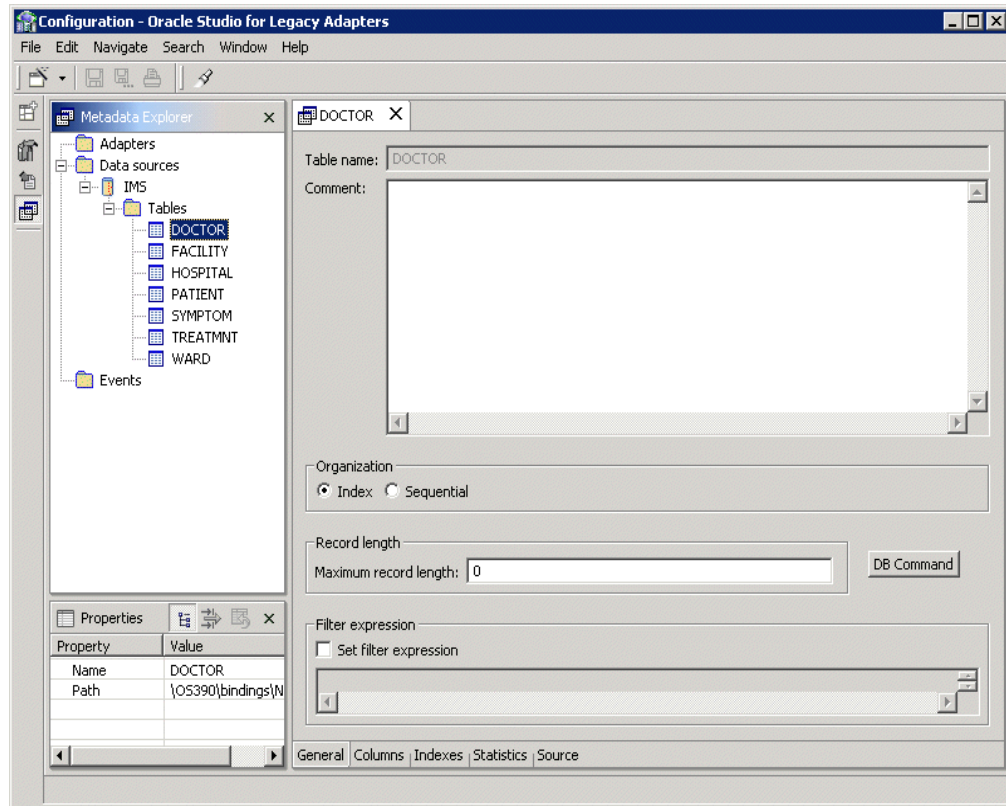 Configuration - Oracle Studio for Legacy Adapters
File Edit Navigate Search Window Help
Metadata Explorer
Adapters
Data sources
IMS
Tables
DOCTOR
FACILITY
HOSPITAL
PATIENT
SYMPTOM
TREATMNT
WARD
Events
DOCTOR
Table name: DOCTOR
Comment:
Organization
Index Sequential
Record length
Maximum record length: 0
DB Command
Filter expression
Set filter expression
General Columns Indexes Statistics Source
Properties
Property Value
Name DOCTOR
Path \OS390\bindings\N